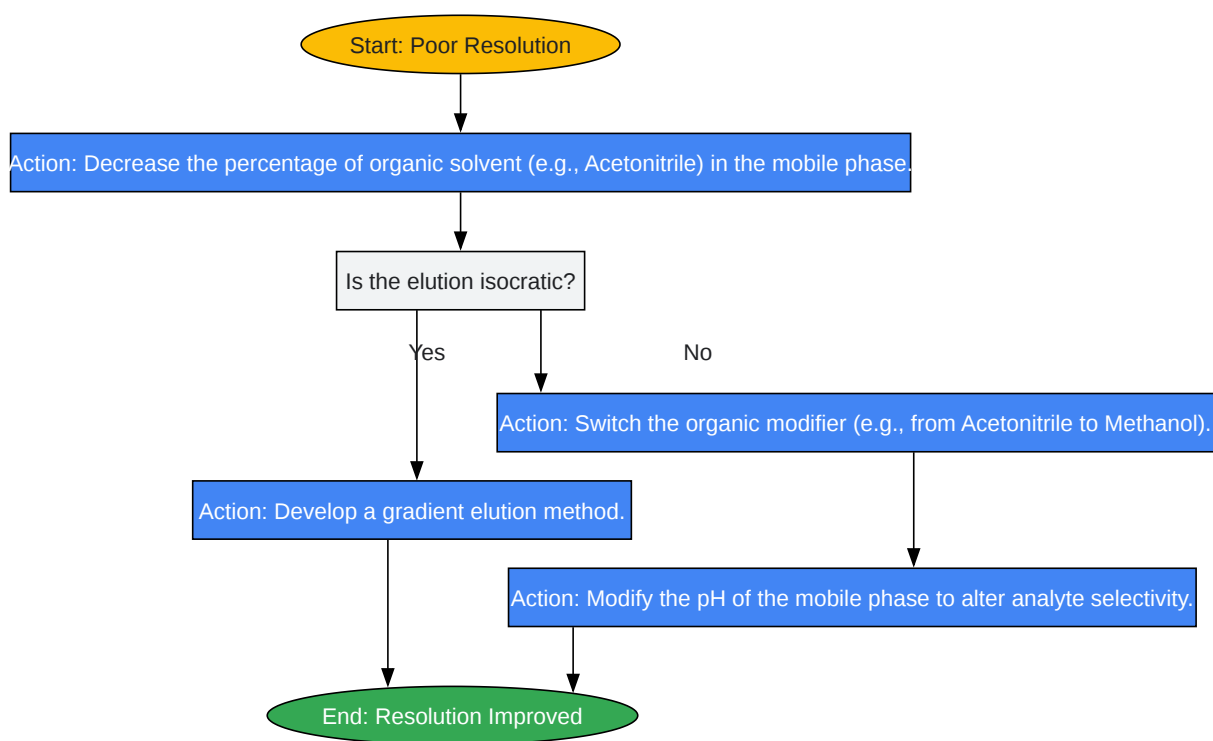 Start: Poor Resolution
Action: Decrease the percentage of organic solvent (e.g., Acetonitrile) in the mobile phase.
Is the elution isocratic?
Yes
No
Action: Switch the organic modifier (e.g., from Acetonitrile to Methanol).
Action: Develop a gradient elution method.
Action: Modify the pH of the mobile phase to alter analyte selectivity.
End: Resolution Improved